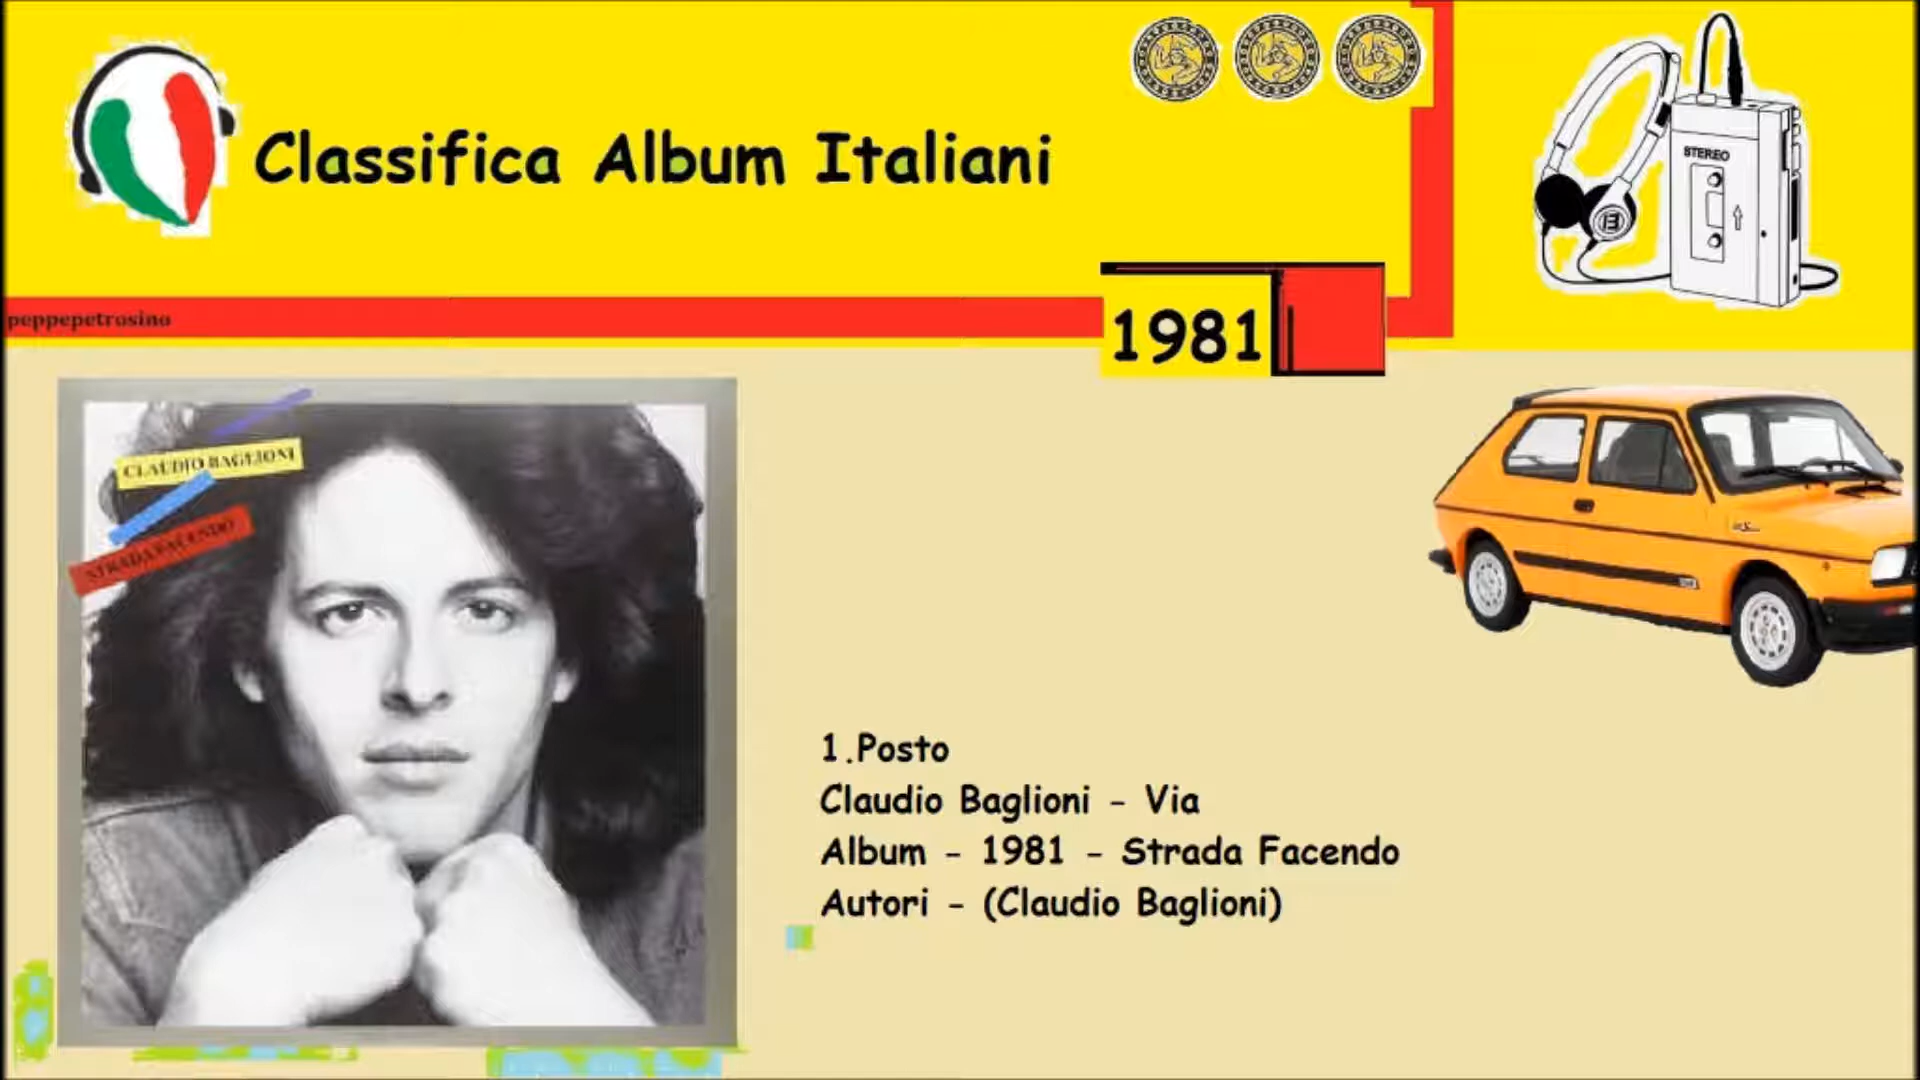 Classifica Album Italiani
STEREO
peppepetrosino
1981
CLAUDIO BAGLIONI
STRADA FACENDO
1.Posto
Claudio Baglioni - Via
Album - 1981 - Strada Facendo
Autori - (Claudio Baglioni)